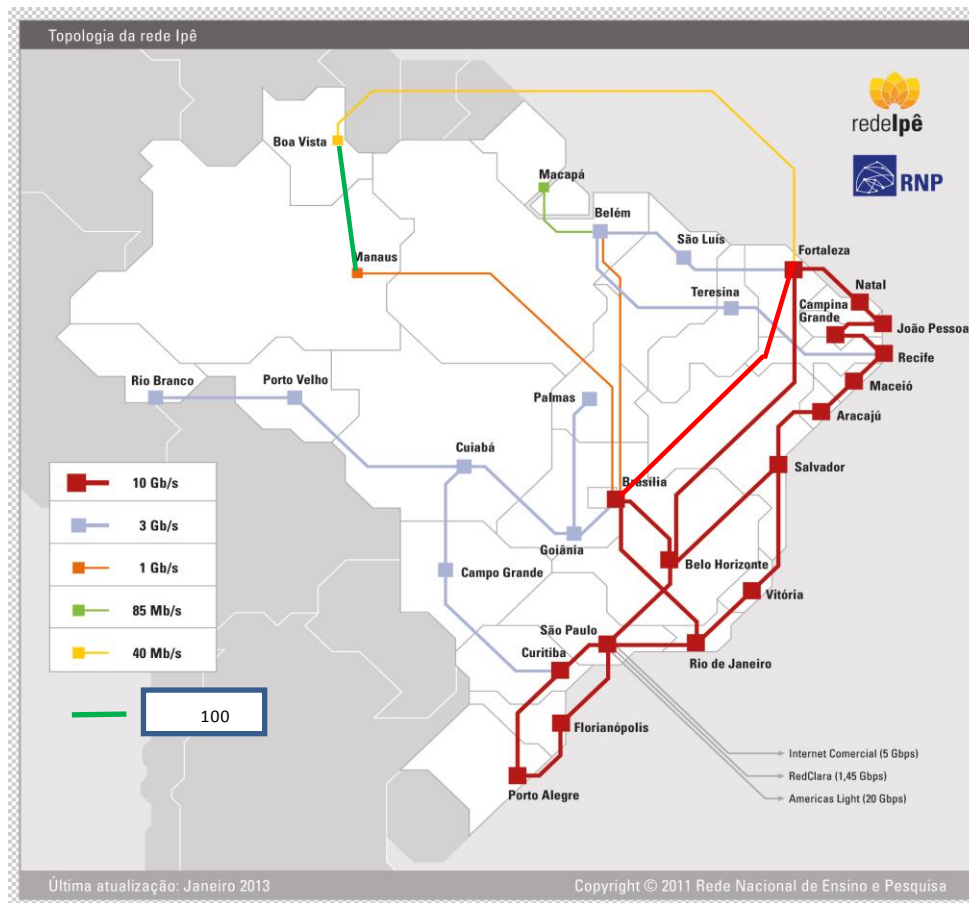 Topologia da rede Ipê
redeIpê
RNP
Boa Vista
Macapá
Belém
São Luís
Fortaleza
Manaus
Teresina
Natal
Campina
Grande
João Pessoa
Recife
Rio Branco
Porto Velho
Palmas
Maceió
Aracajú
Cuiabá
Salvador
Brasília
Goiânia
Campo Grande
Belo Horizonte
Vitória
São Paulo
Curitiba
Rio de Janeiro
Florianópolis
Porto Alegre
10 Gb/s
3 Gb/s
1 Gb/s
85 Mb/s
40 Mb/s
100
Internet Comercial (5 Gbps)
RedClara (1,45 Gbps)
Americas Light (20 Gbps)
Última atualização: Janeiro 2013
Copyright © 2011 Rede Nacional de Ensino e Pesquisa